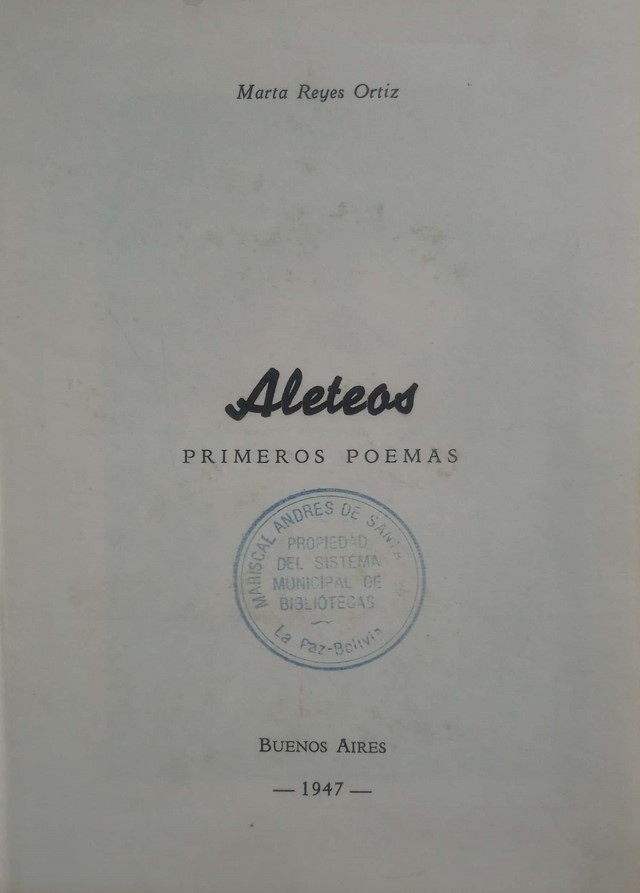 Marta Reyes Ortiz
Aleteos
PRIMEROS POEMAS
MARISCAL ANDRES DE
PROPIEDAD
DEL SISTEMA
MUNICIPAL DE
BIBLIOTECAS
La Paz-Bolivia
BUENOS AIRES
— 1947 —